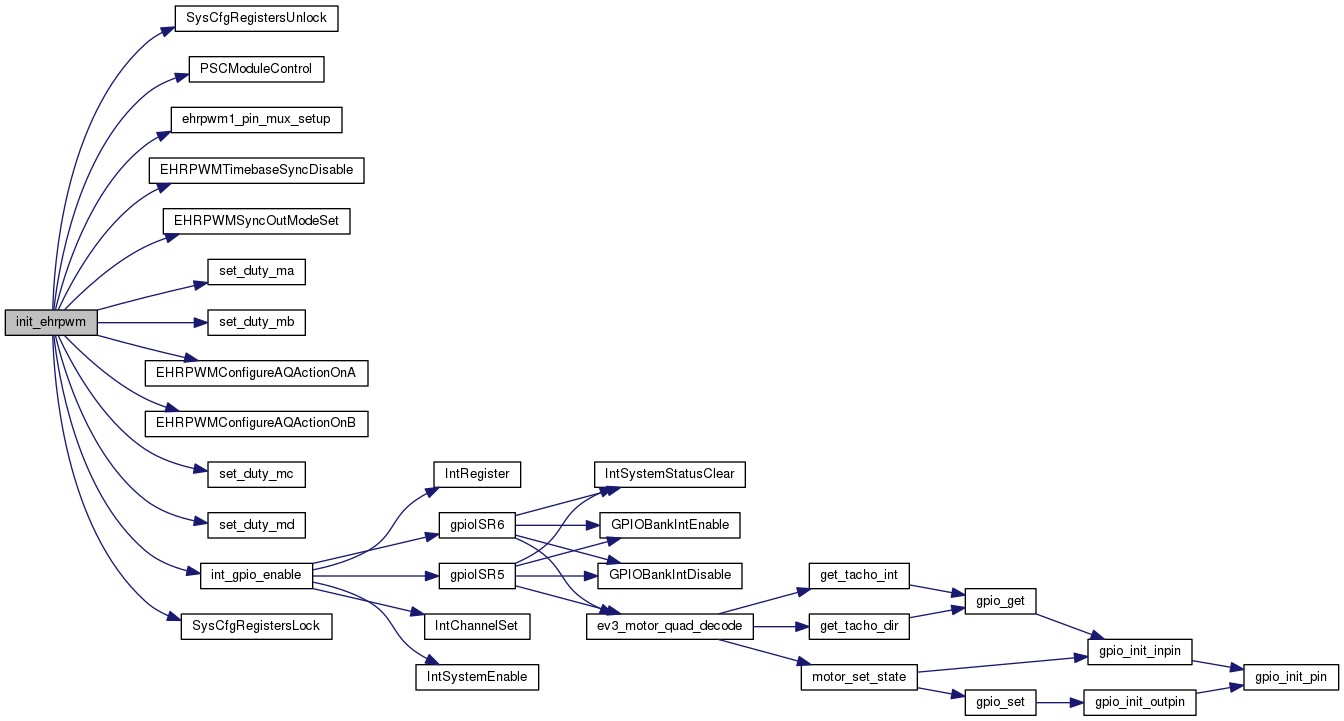 SysCfgRegistersUnlock
PSCModuleControl
ehrpwm1_pin_mux_setup
EHRPWMTimebaseSyncDisable
EHRPWMSyncOutModeSet
set_duty_ma
init_ehrpwm
set_duty_mb
EHRPWMConfigureAQActionOnA
EHRPWMConfigureAQActionOnB
set_duty_mc
IntRegister
IntSystemStatusClear
set_duty_md
gpioISR6
GPIOBankIntEnable
int_gpio_enable
gpioISR5
GPIOBankIntDisable
get_tacho_int
gpio_get
SysCfgRegistersLock
IntChannelSet
ev3_motor_quad_decode
get_tacho_dir
gpio_init_inpin
IntSystemEnable
motor_set_state
gpio_init_pin
gpio_set
gpio_init_outpin